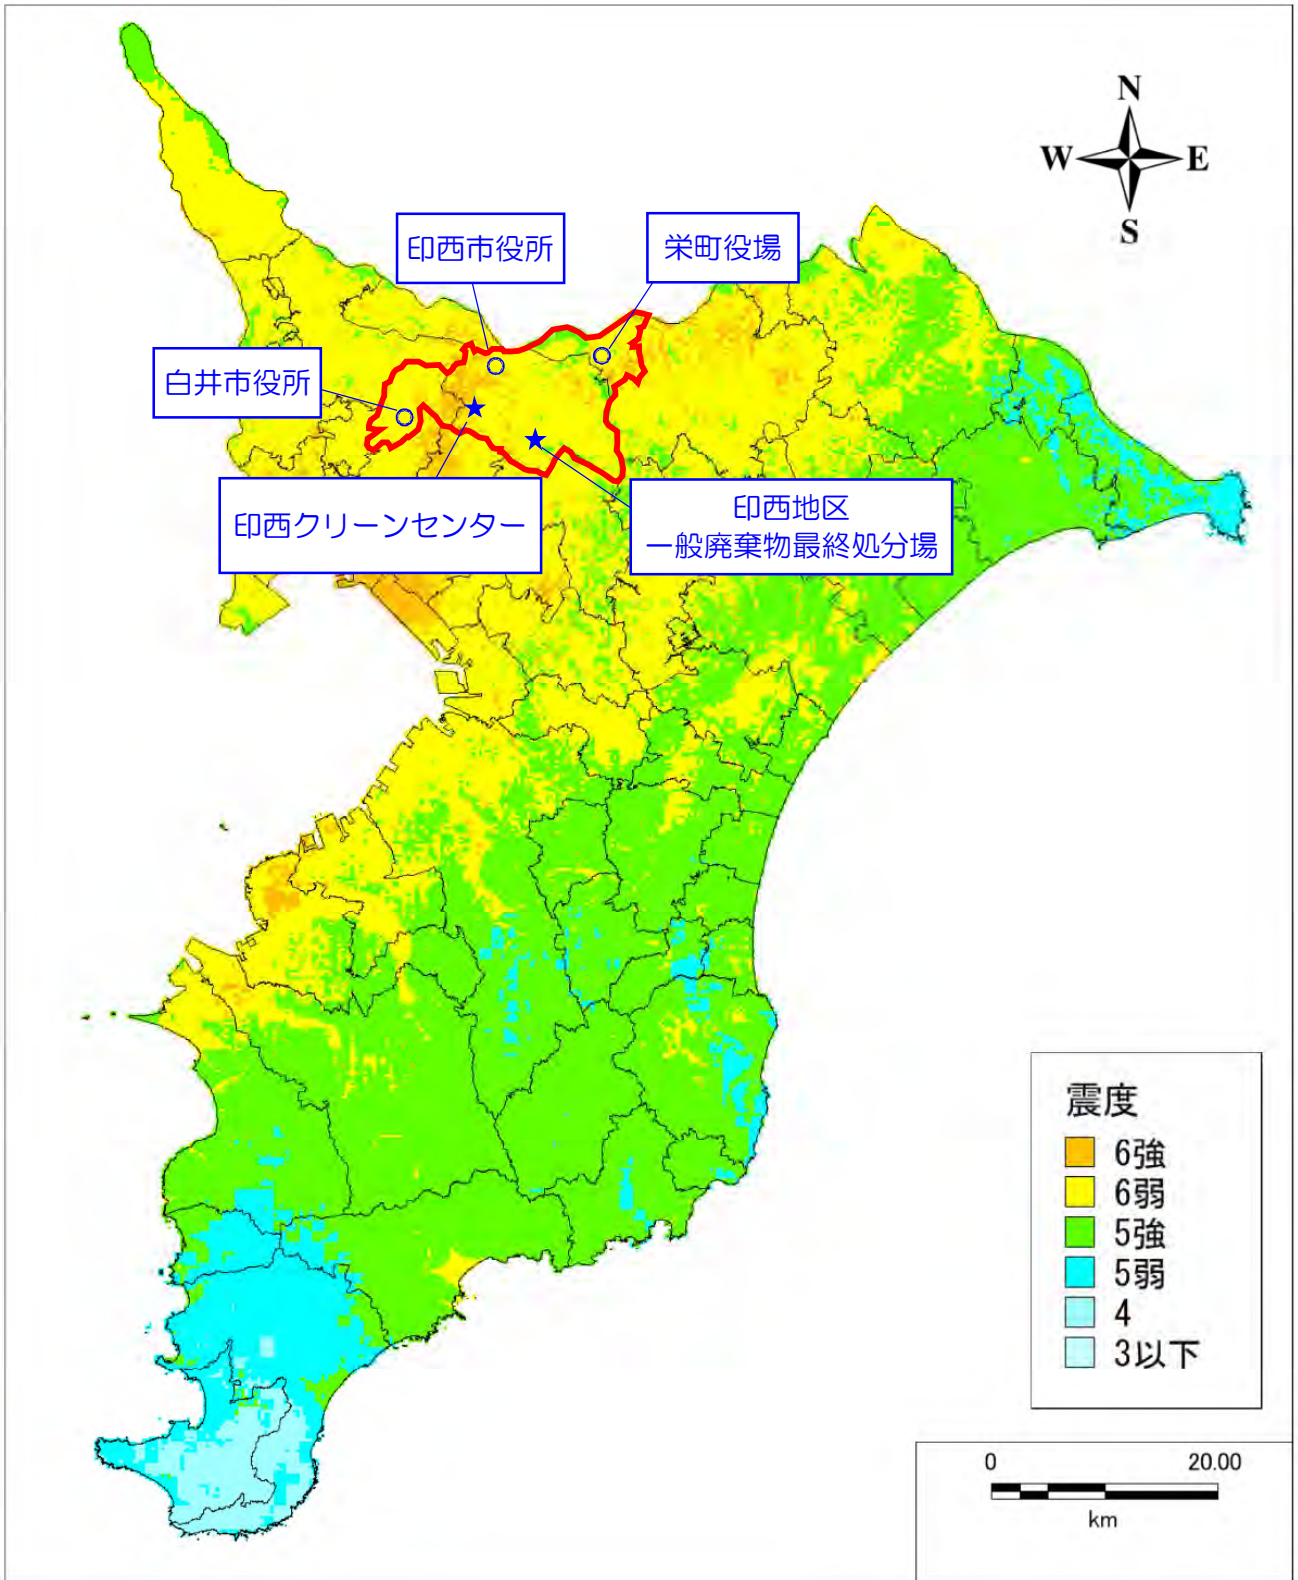 N
W
E
S
印西市役所
栄町役場
白井市役所
印西クリーンセンター
印西地区
一般廃棄物最終処分場
震度
6強
6弱
5強
5弱
4
3以下
0
20.00
km